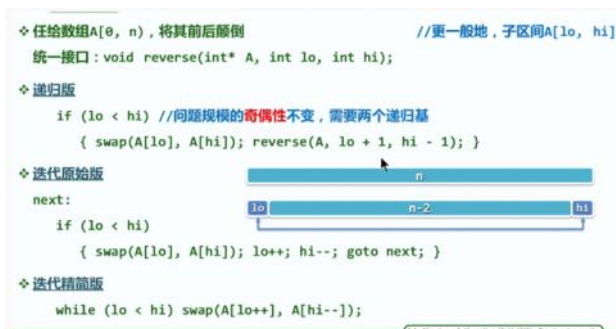 ❖ 任给数组A[0, n)，将其前后颠倒 //更一般地，子区间A[lo, hi]
统一接口：void reverse(int* A, int lo, int hi);
❖ 递归版
if (lo < hi) //问题规模的奇偶性不变，需要两个递归基
{ swap(A[lo], A[hi]); reverse(A, lo + 1, hi - 1); }
❖ 迭代原始版
n
next:
lo n-2 hi
if (lo < hi)
{ swap(A[lo], A[hi]); lo++; hi--; goto next; }
❖ 迭代精简版
while (lo < hi) swap(A[lo++], A[hi--]);